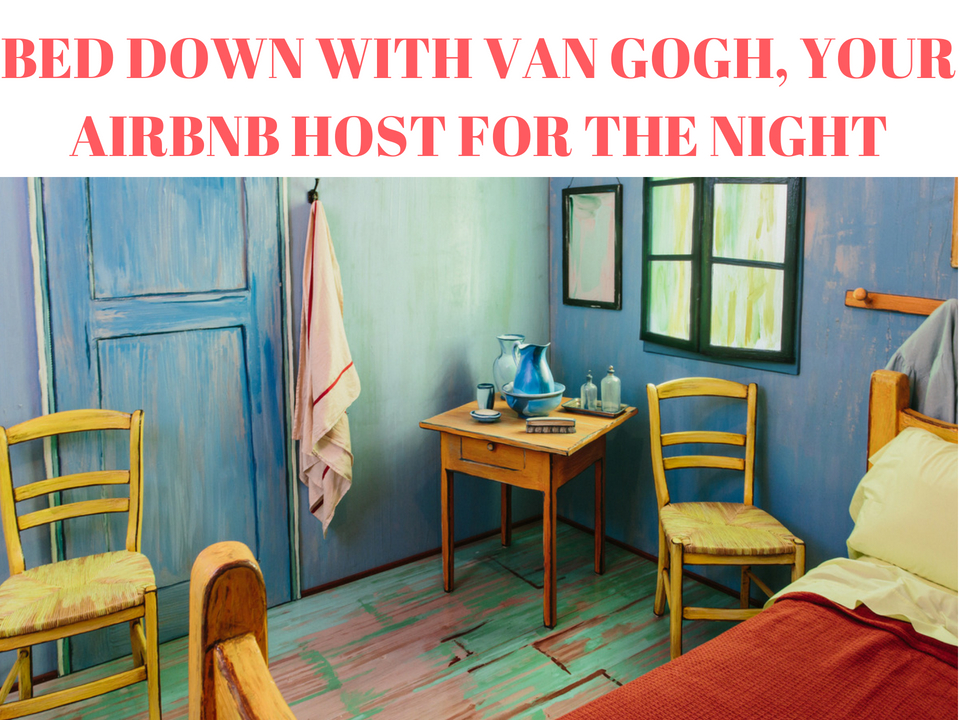 BED DOWN WITH VAN GOGH, YOUR
AIRBNB HOST FOR THE NIGHT